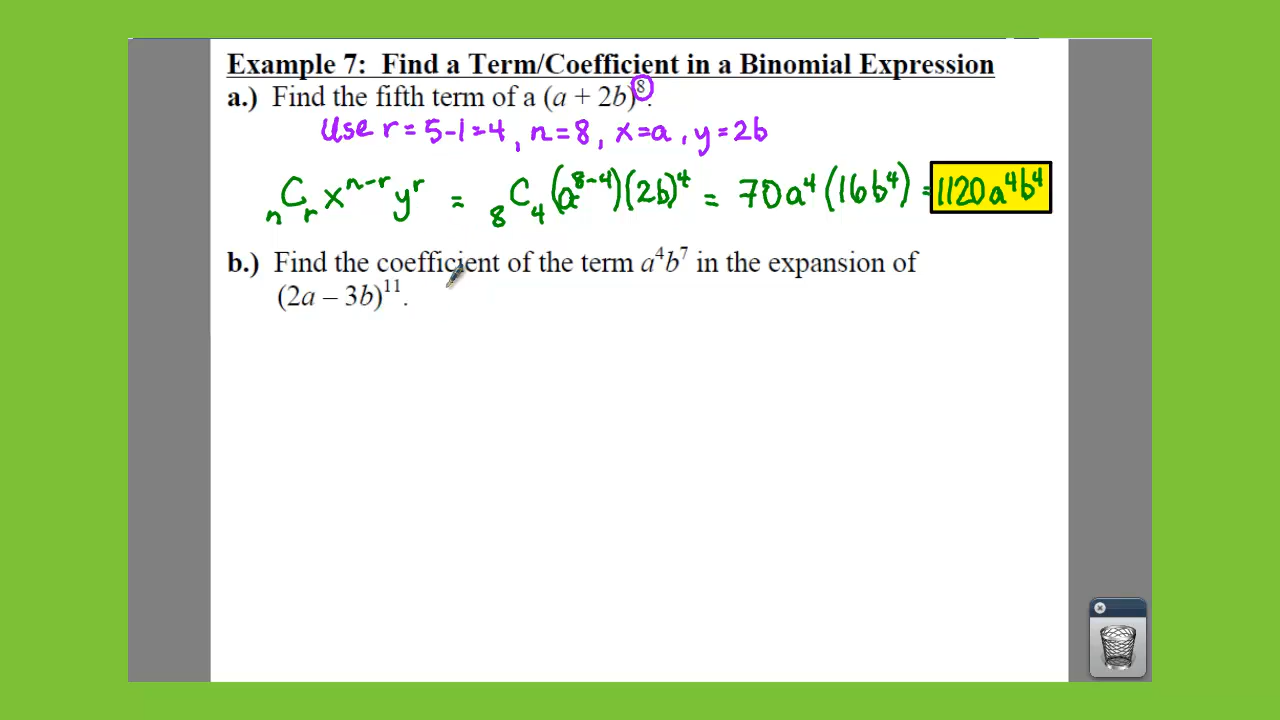 Example 7: Find a Term/Coefficient in a Binomial Expression
a.) Find the fifth term of a (a + 2b)⁸.
Use r = 5-1 = 4, n = 8, x = a, y = 2b
ₙCᵣ xⁿ⁻ʳ yʳ = ₈C₄ (a⁸⁻⁴)(2b)⁴ = 70a⁴ (16b⁴) = 1120a⁴b⁴
b.) Find the coefficient of the term a⁴b⁷ in the expansion of
(2a – 3b)¹¹.